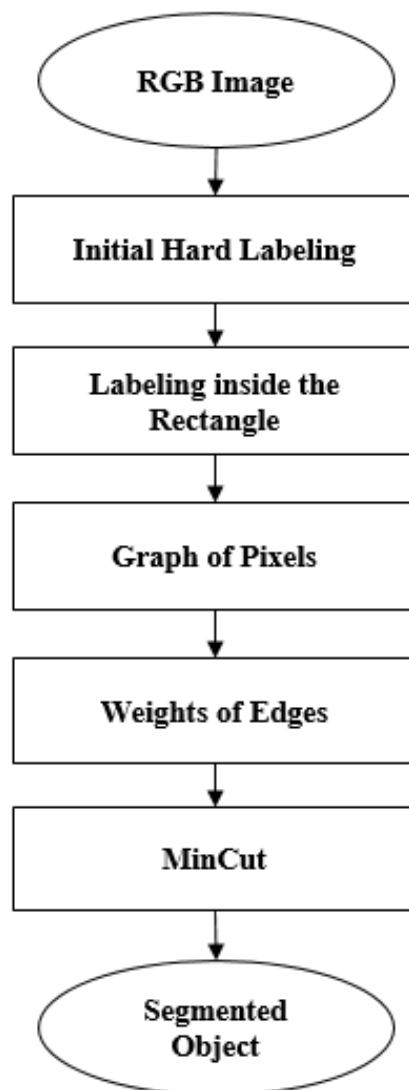 RGB Image
Initial Hard Labeling
Labeling inside the
Rectangle
Graph of Pixels
Weights of Edges
MinCut
Segmented
Object